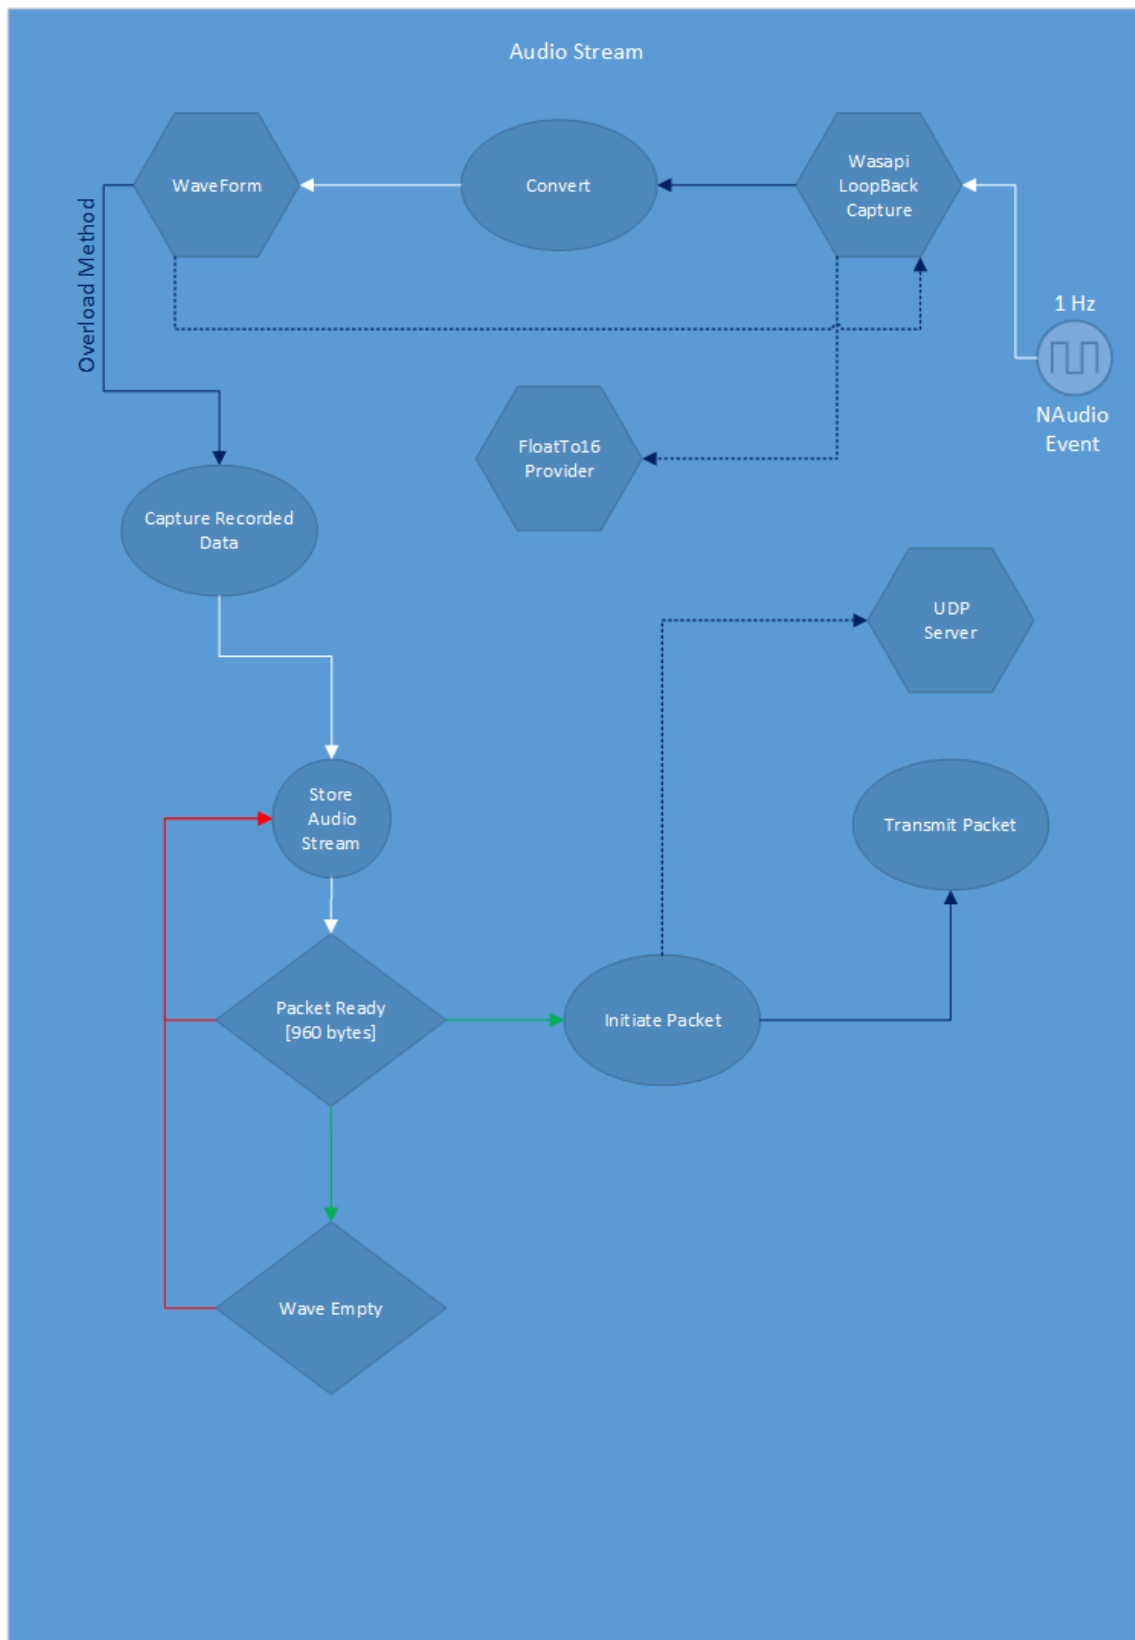 Audio Stream
WaveForm
Convert
Wasapi
LoopBack
Capture
Overload Method
1 Hz
NAudio
Event
FloatTo16
Provider
Capture Recorded
Data
UDP
Server
Store
Audio
Stream
Transmit Packet
Packet Ready
[960 bytes]
Initiate Packet
Wave Empty